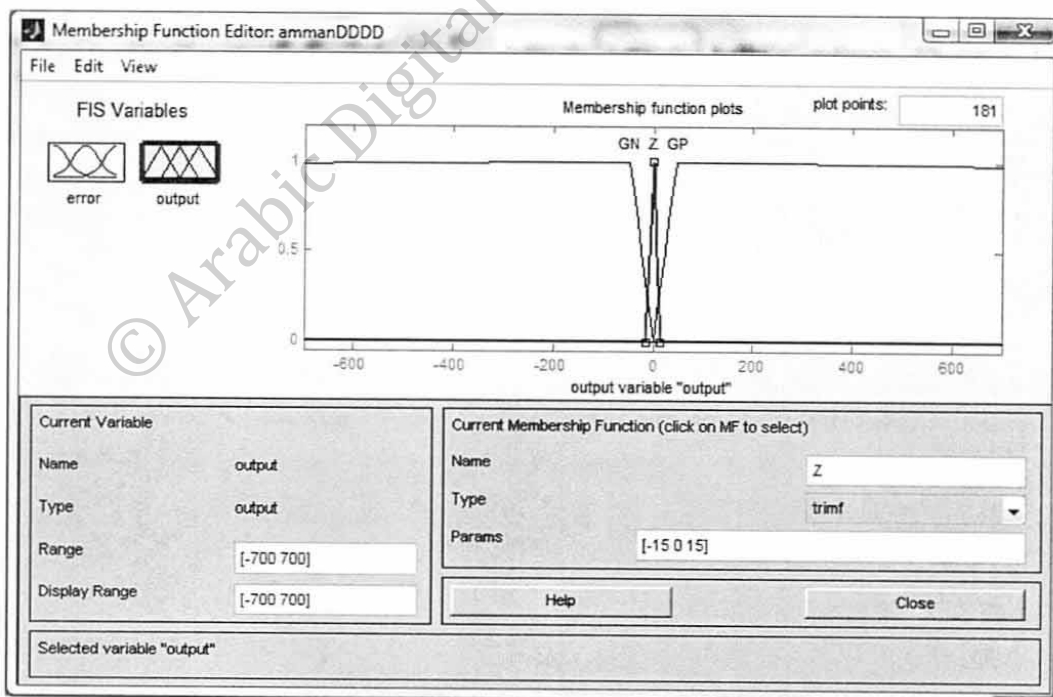 Membership Function Editor: ammanDDDD
File Edit View
FIS Variables
error
output
Membership function plots
plot points:
181
GN Z GP
1
0.5
0
-600 -400 -200 0 200 400 600
output variable "output"
Current Variable
Name output
Type output
Range [-700 700]
Display Range [-700 700]
Current Membership Function (click on MF to select)
Name Z
Type trimf
Params [-15 0 15]
Help
Close
Selected variable "output"
© Arabic Digital